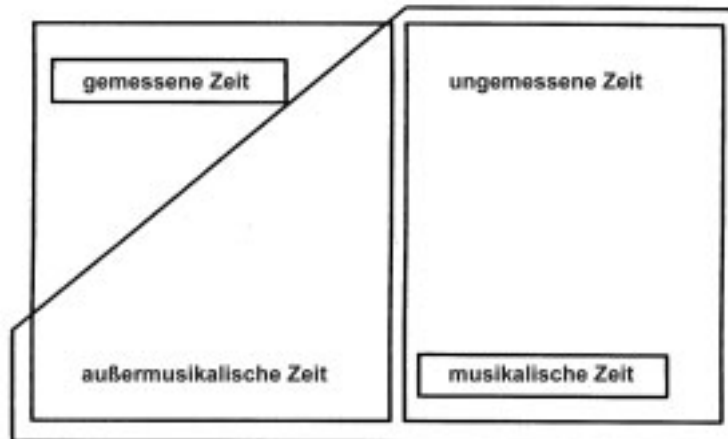 gemessene Zeit
ungemessene Zeit
außermusikalische Zeit
musikalische Zeit